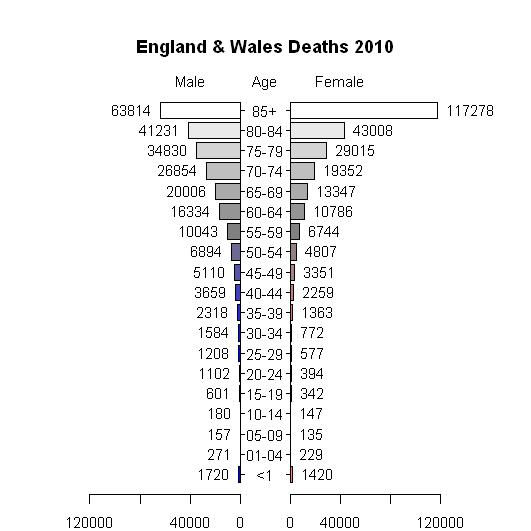 England & Wales Deaths 2010
Male Age Female
63814 85+ 117278
41231 80-84 43008
34830 75-79 29015
26854 70-74 19352
20006 65-69 13347
16334 60-64 10786
10043 55-59 6744
6894 50-54 4807
5110 45-49 3351
3659 40-44 2259
2318 35-39 1363
1584 30-34 772
1208 25-29 577
1102 20-24 394
601 15-19 342
180 10-14 147
157 05-09 135
271 01-04 229
1720 <1 1420
120000 40000 0 0 40000 120000